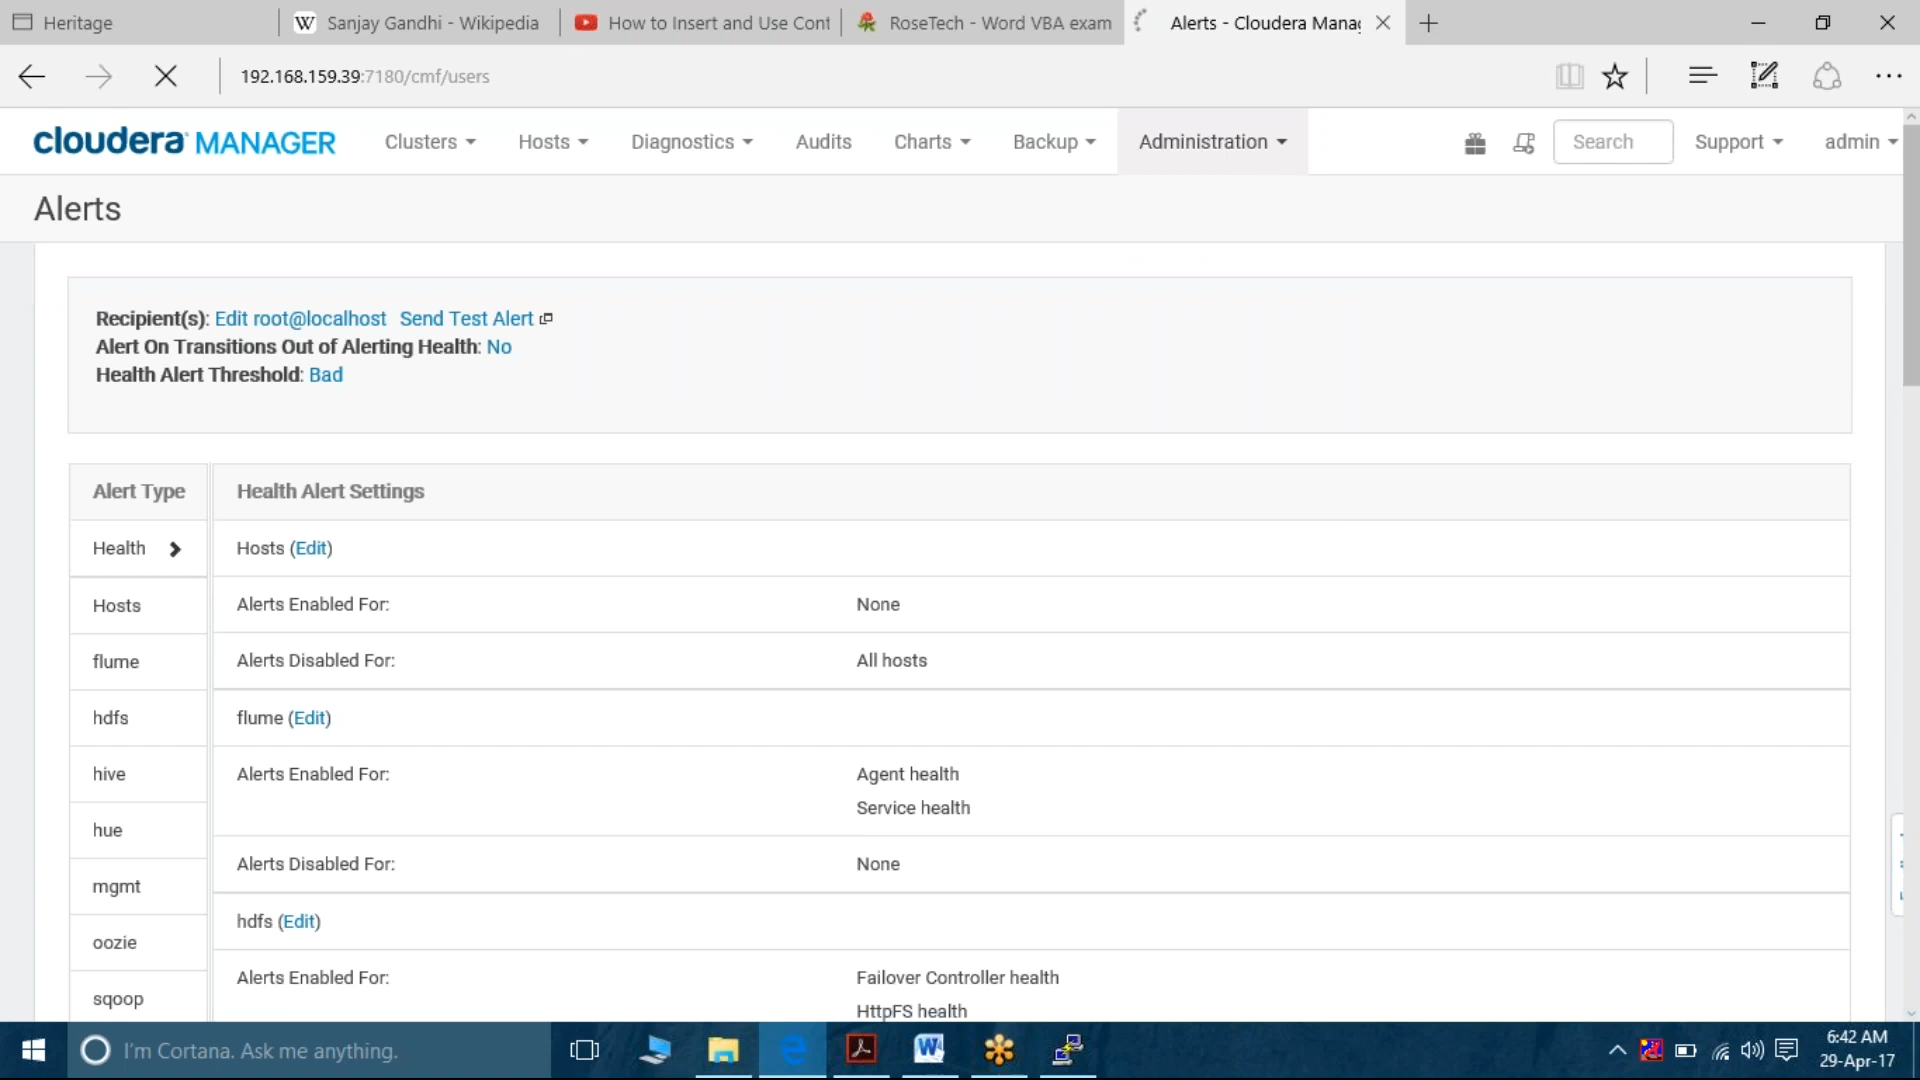 Heritage
W Sanjay Gandhi - Wikipedia
How to Insert and Use Cont
RoseTech - Word VBA exam
Alerts - Cloudera Manag
192.168.159.39:7180/cmf/users
cloudera MANAGER
Clusters
Hosts
Diagnostics
Audits
Charts
Backup
Administration
Search
Support
admin
Alerts
Recipient(s): Edit root@localhost Send Test Alert
Alert On Transitions Out of Alerting Health: No
Health Alert Threshold: Bad
Alert Type
Health Alert Settings
Health
Hosts (Edit)
Hosts
Alerts Enabled For: None
flume
Alerts Disabled For: All hosts
hdfs
flume (Edit)
hive
Alerts Enabled For: Agent health
Service health
hue
Alerts Disabled For: None
mgmt
hdfs (Edit)
oozie
Alerts Enabled For: Failover Controller health
sqoop
HttpFS health
I'm Cortana. Ask me anything.
6:42 AM
29-Apr-17